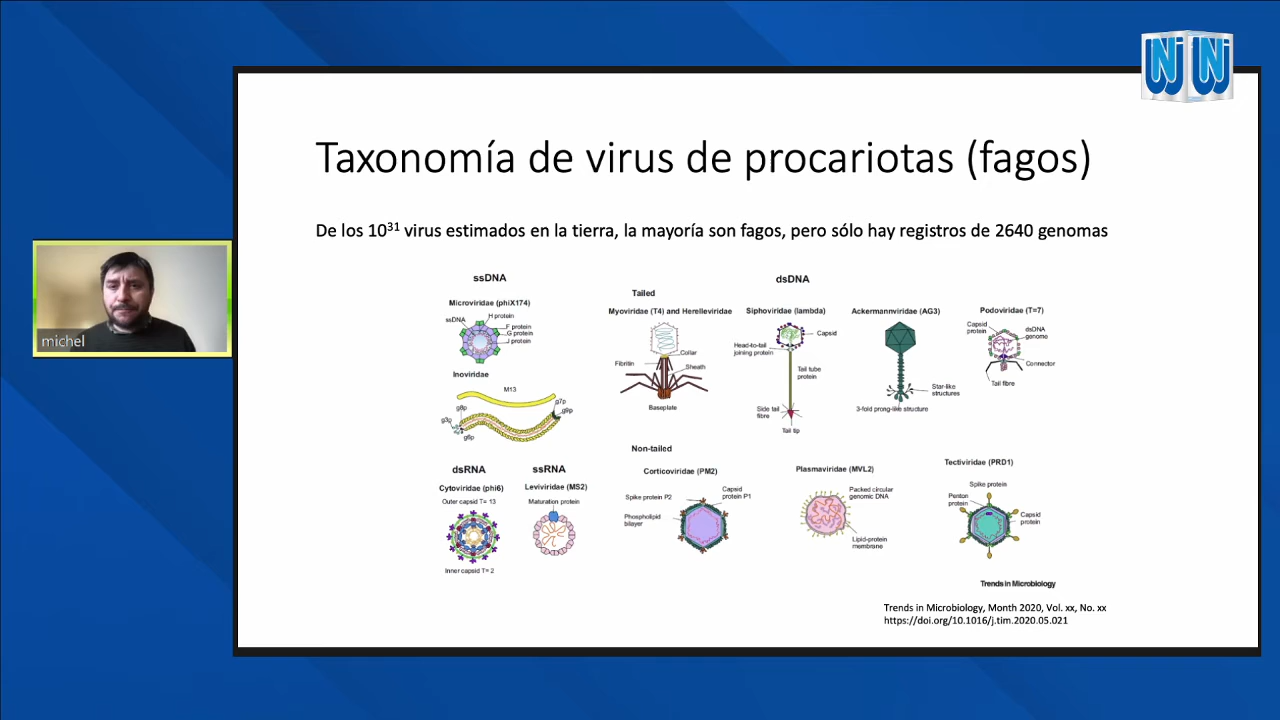 Taxonomía de virus de procariotas (fagos)
De los 10³¹ virus estimados en la tierra, la mayoría son fagos, pero sólo hay registros de 2640 genomas
ssDNA
Microviridae (phiX174)
ssDNA
H protein
F protein
G protein
J protein
Inoviridae
M13
g8p
g7p
g9p
g3p
g6p
dsDNA
Tailed
Myoviridae (T4) and Herelleviridae
Collar
Fibritin
Sheath
Baseplate
Siphoviridae (lambda)
Capsid
Head-to-tail
joining protein
Tail tube
protein
Side tail
fibre
Tail tip
Ackermannviridae (AG3)
Star-like
structures
3-fold prong-like structure
Podoviridae (T=7)
Capsid
protein
dsDNA
genome
Connector
Tail fibre
dsRNA
Cytoviridae (phi6)
Outer capsid T= 13
Inner capsid T= 2
ssRNA
Leviviridae (MS2)
Maturation protein
Non-tailed
Corticoviridae (PM2)
Spike protein P2
Capsid
protein P1
Phospholipid
bilayer
Plasmaviridae (MVL2)
Packed circular
genomic DNA
Lipid-protein
membrane
Tectiviridae (PRD1)
Spike protein
Penton
protein
Capsid
protein
Trends in Microbiology
Trends in Microbiology, Month 2020, Vol. xx, No. xx
https://doi.org/10.1016/j.tim.2020.05.021
michel